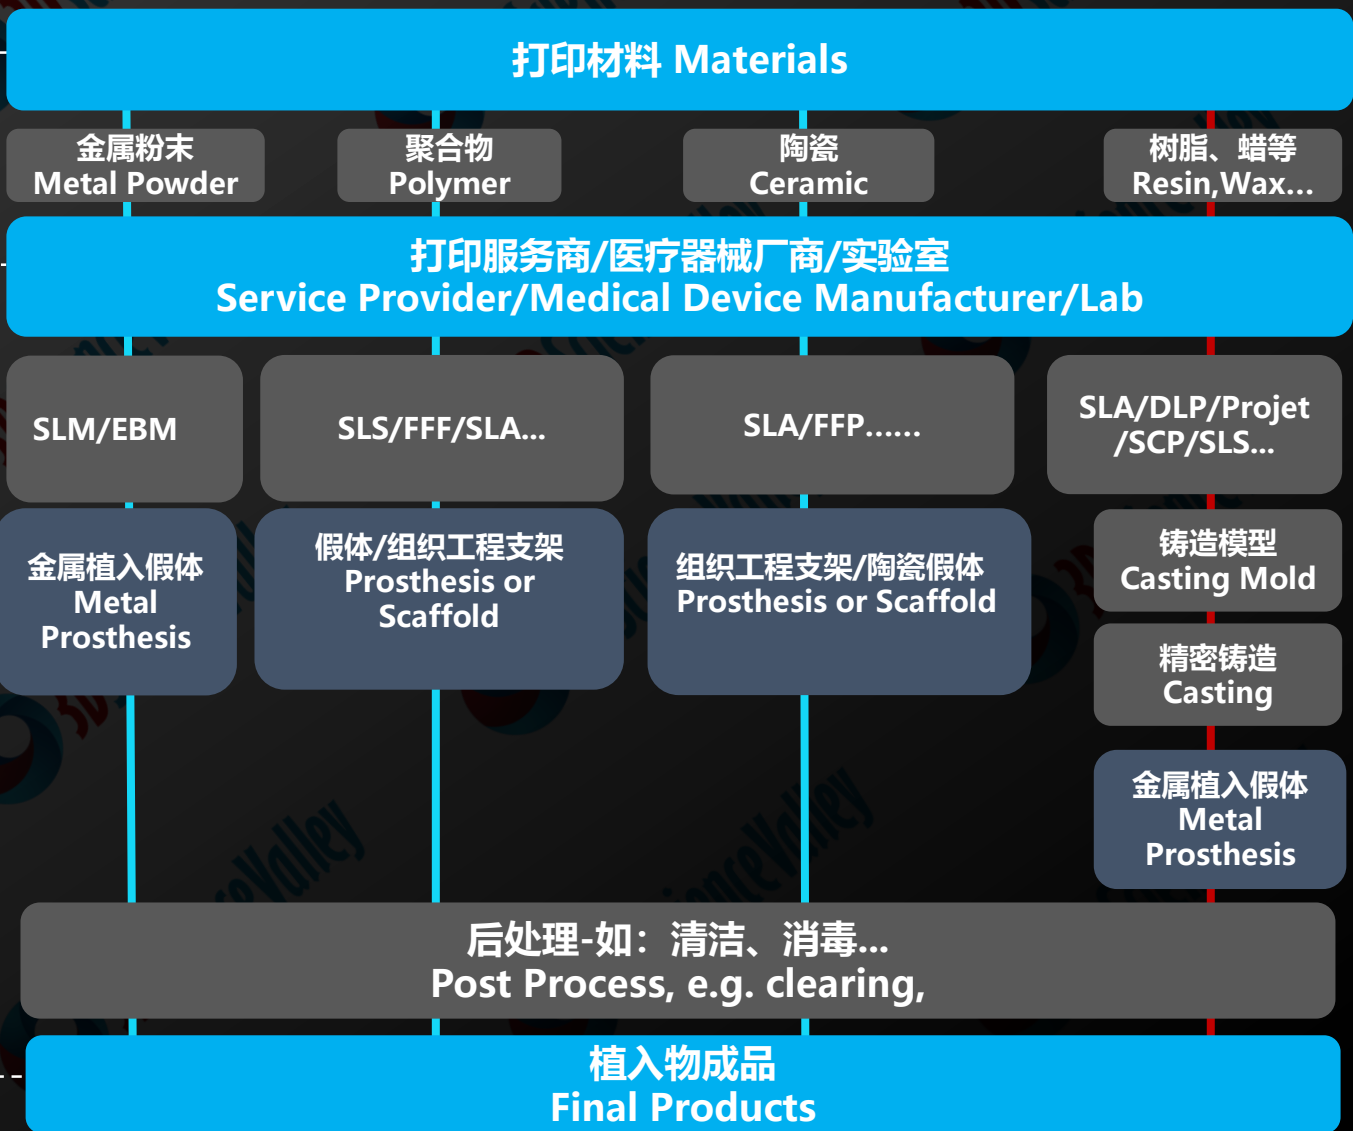 打印材料 Materials
金属粉末
Metal Powder
聚合物
Polymer
陶瓷
Ceramic
树脂、蜡等
Resin,Wax...
打印服务商/医疗器械厂商/实验室
Service Provider/Medical Device Manufacturer/Lab
SLM/EBM
SLS/FFF/SLA...
SLA/FFP......
SLA/DLP/Projet
/SCP/SLS...
金属植入假体
Metal
Prosthesis
假体/组织工程支架
Prosthesis or
Scaffold
组织工程支架/陶瓷假体
Prosthesis or Scaffold
铸造模型
Casting Mold
精密铸造
Casting
金属植入假体
Metal
Prosthesis
后处理-如：清洁、消毒...
Post Process, e.g. clearing,
植入物成品
Final Products